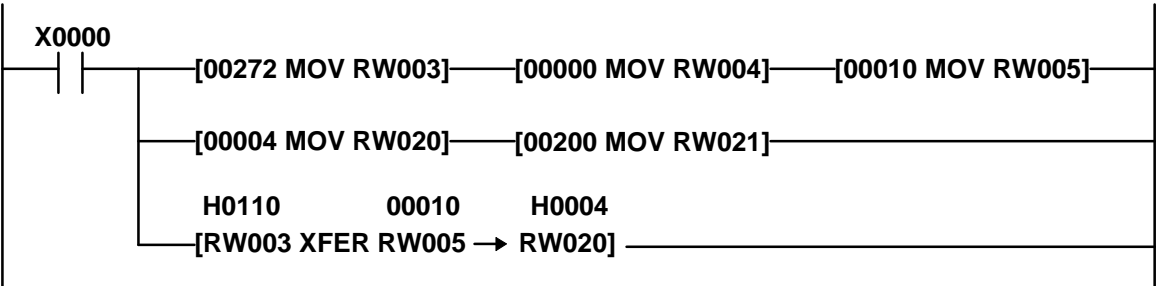 X0000
[00272 MOV RW003] [00000 MOV RW004] [00010 MOV RW005]
[00004 MOV RW020] [00200 MOV RW021]
H0110 00010 H0004
[RW003 XFER RW005 → RW020]